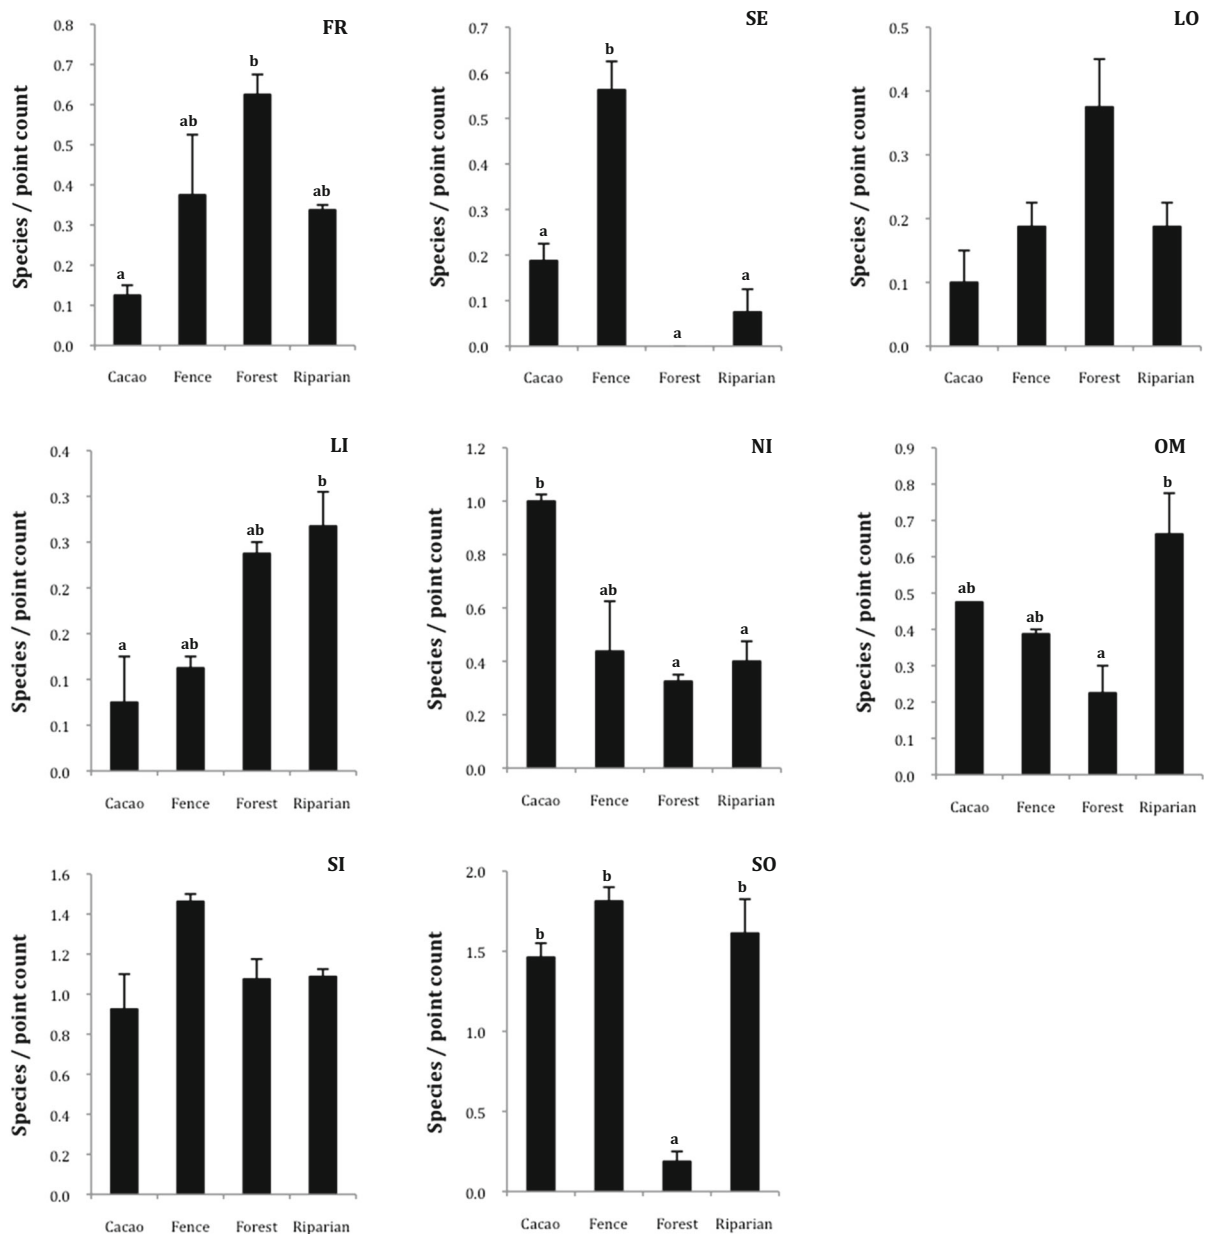 FR
Species / point count
0.8
0.7
0.6
0.5
0.4
0.3
0.2
0.1
0.0
a
ab
b
ab
Cacao Fence Forest Riparian
SE
Species / point count
0.7
0.6
0.5
0.4
0.3
0.2
0.1
0.0
a
b
a
a
Cacao Fence Forest Riparian
LO
Species / point count
0.5
0.4
0.3
0.2
0.1
0.0
Cacao Fence Forest Riparian
LI
Species / point count
0.4
0.3
0.3
0.2
0.2
0.1
0.1
0.0
a
ab
ab
b
Cacao Fence Forest Riparian
NI
Species / point count
1.2
1.0
0.8
0.6
0.4
0.2
0.0
b
ab
a
a
Cacao Fence Forest Riparian
OM
Species / point count
0.9
0.8
0.7
0.6
0.5
0.4
0.3
0.2
0.1
0.0
ab
ab
a
b
Cacao Fence Forest Riparian
SI
Species / point count
1.6
1.4
1.2
1.0
0.8
0.6
0.4
0.2
0.0
Cacao Fence Forest Riparian
SO
Species / point count
2.0
1.5
1.0
0.5
0.0
b
b
a
b
Cacao Fence Forest Riparian